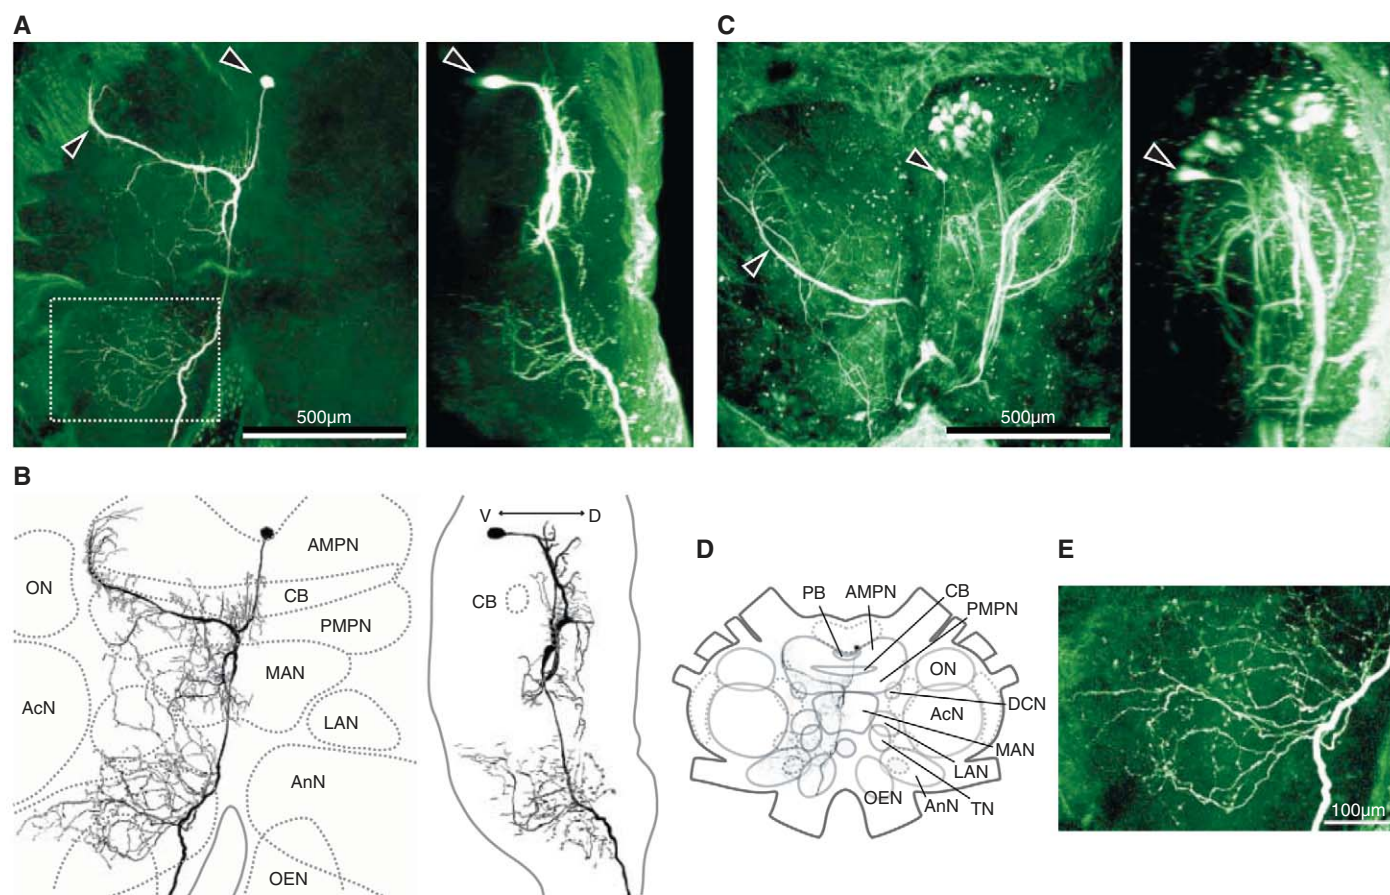 A
C
500µm
500µm
B
V
D
AMPN
ON
CB
CB
PMPN
MAN
AcN
LAN
AnN
OEN
D
E
PB
AMPN
CB
PMPN
ON
DCN
AcN
MAN
LAN
OEN
AnN
TN
100µm